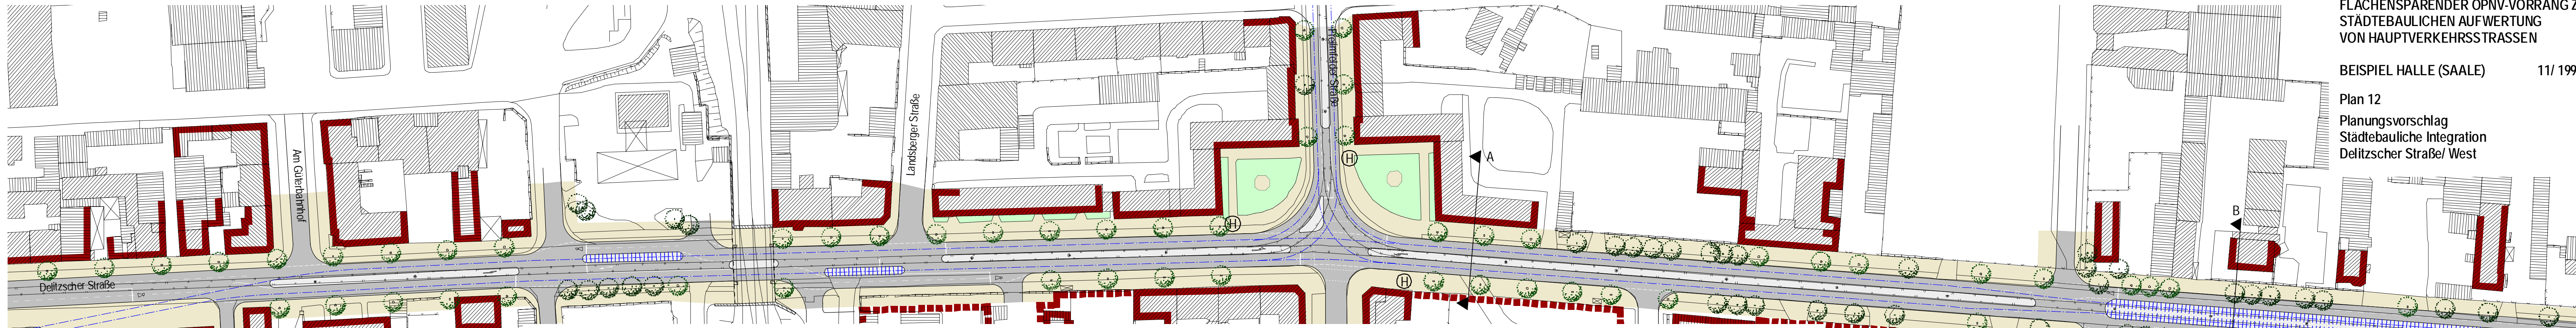 FLÄCHENSPARENDER ÖPNV-VORRANG
STÄDTEBAULICHEN AUFWERTUNG
VON HAUPTVERKEHRSSTRASSEN
BEISPIEL HALLE (SAALE) 11/ 199
Plan 12
Planungsvorschlag
Städtebauliche Integration
Delitzscher Straße/ West
Am Güterbahnhof
Landsberger Straße
Straße
Delitzscher Straße
H
H
H
A
B